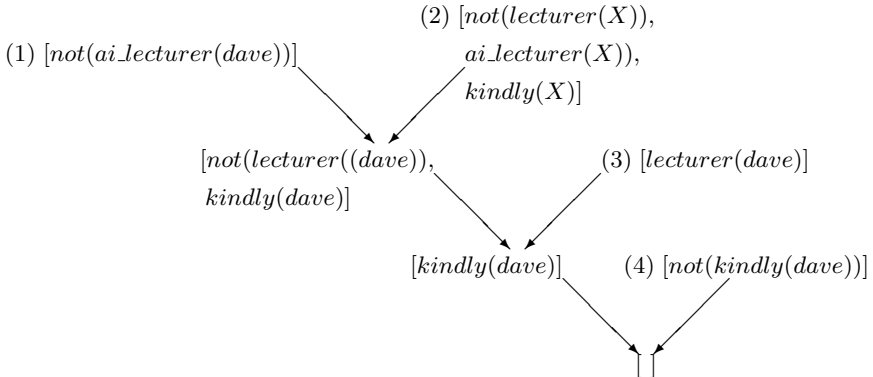 (2) [not(lecturer(X)),
(1) [not(ai_lecturer(dave))]
ai_lecturer(X)),
kindly(X)]
[not(lecturer((dave)),
(3) [lecturer(dave)]
kindly(dave)]
[kindly(dave)]
(4) [not(kindly(dave))]
[ ]